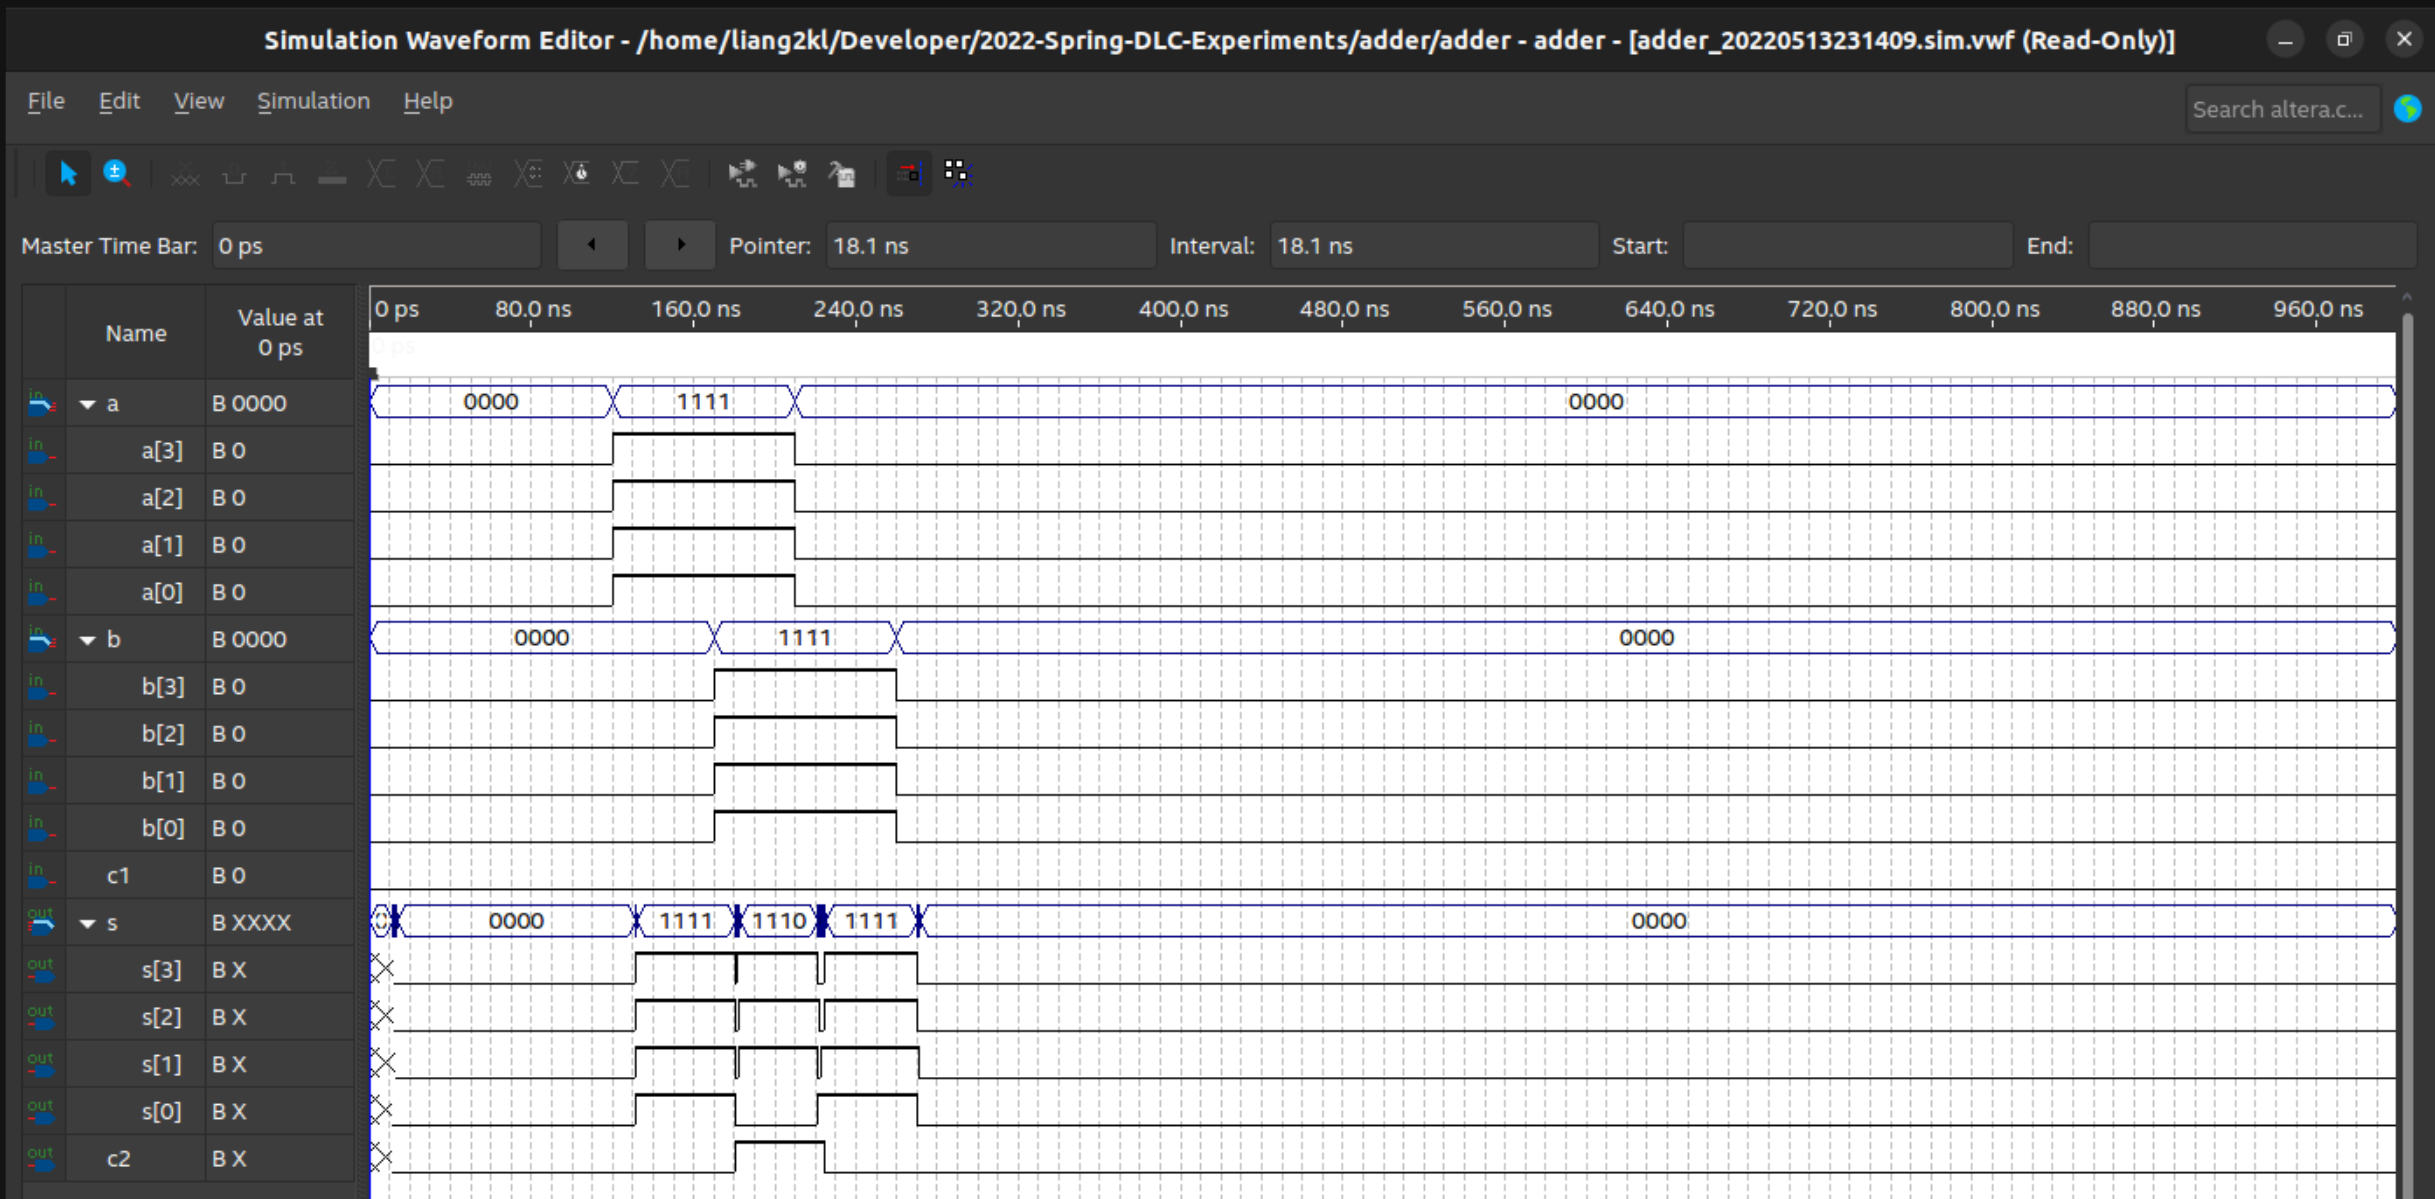 Simulation Waveform Editor - /home/liang2kl/Developer/2022-Spring-DLC-Experiments/adder/adder - adder - [adder_20220513231409.sim.vwf (Read-Only)]
File Edit View Simulation Help
Search altera.c...
Master Time Bar: 0 ps Pointer: 18.1 ns Interval: 18.1 ns Start: End:
Name Value at 0 ps
0 ps 80.0 ns 160.0 ns 240.0 ns 320.0 ns 400.0 ns 480.0 ns 560.0 ns 640.0 ns 720.0 ns 800.0 ns 880.0 ns 960.0 ns
0 ps
in a B 0000 0000 1111 0000
in a[3] B 0
in a[2] B 0
in a[1] B 0
in a[0] B 0
in b B 0000 0000 1111 0000
in b[3] B 0
in b[2] B 0
in b[1] B 0
in b[0] B 0
in c1 B 0
out s B XXXX 0000 1111 1110 1111 0000
out s[3] B X
out s[2] B X
out s[1] B X
out s[0] B X
out c2 B X